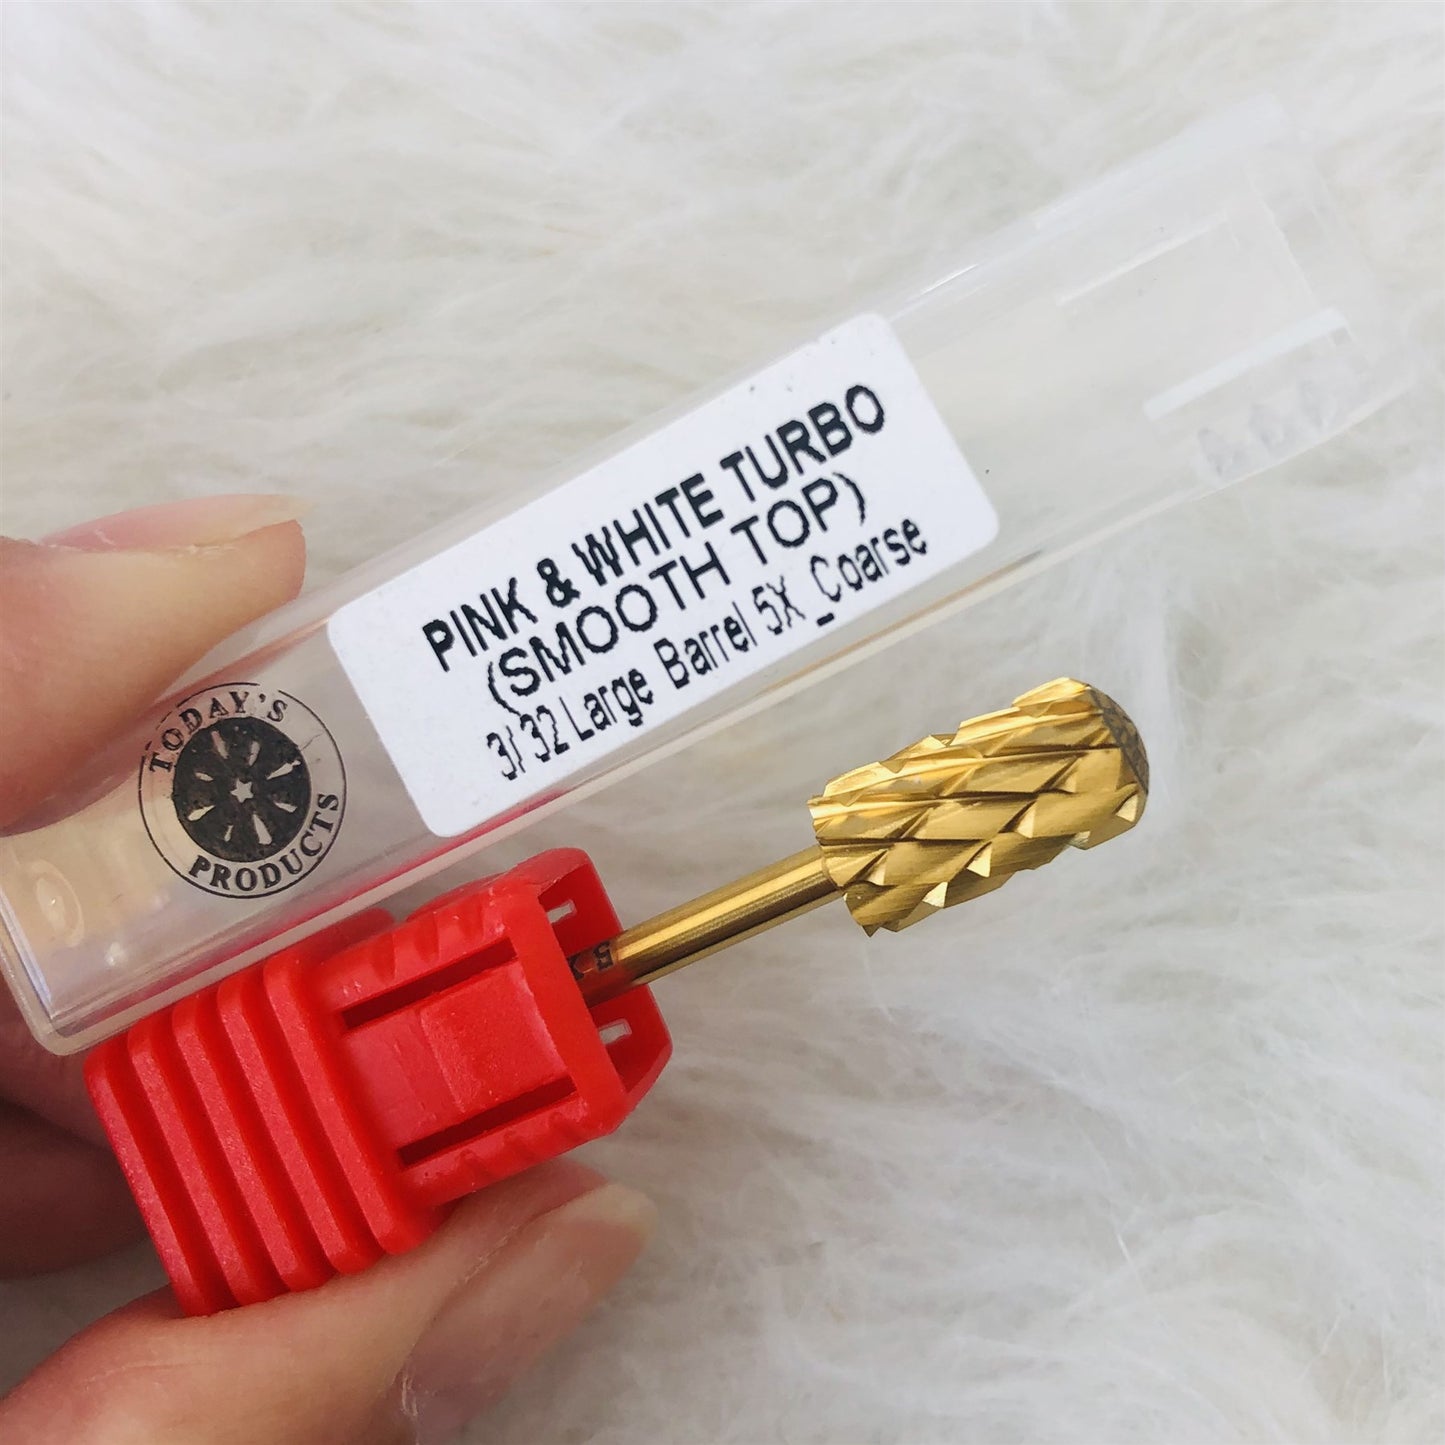 PINK & WHITE TURBO
(SMOOTH TOP)
3/32 Large Barrel 5X_Coarse
TODAY'S
PRODUCTS